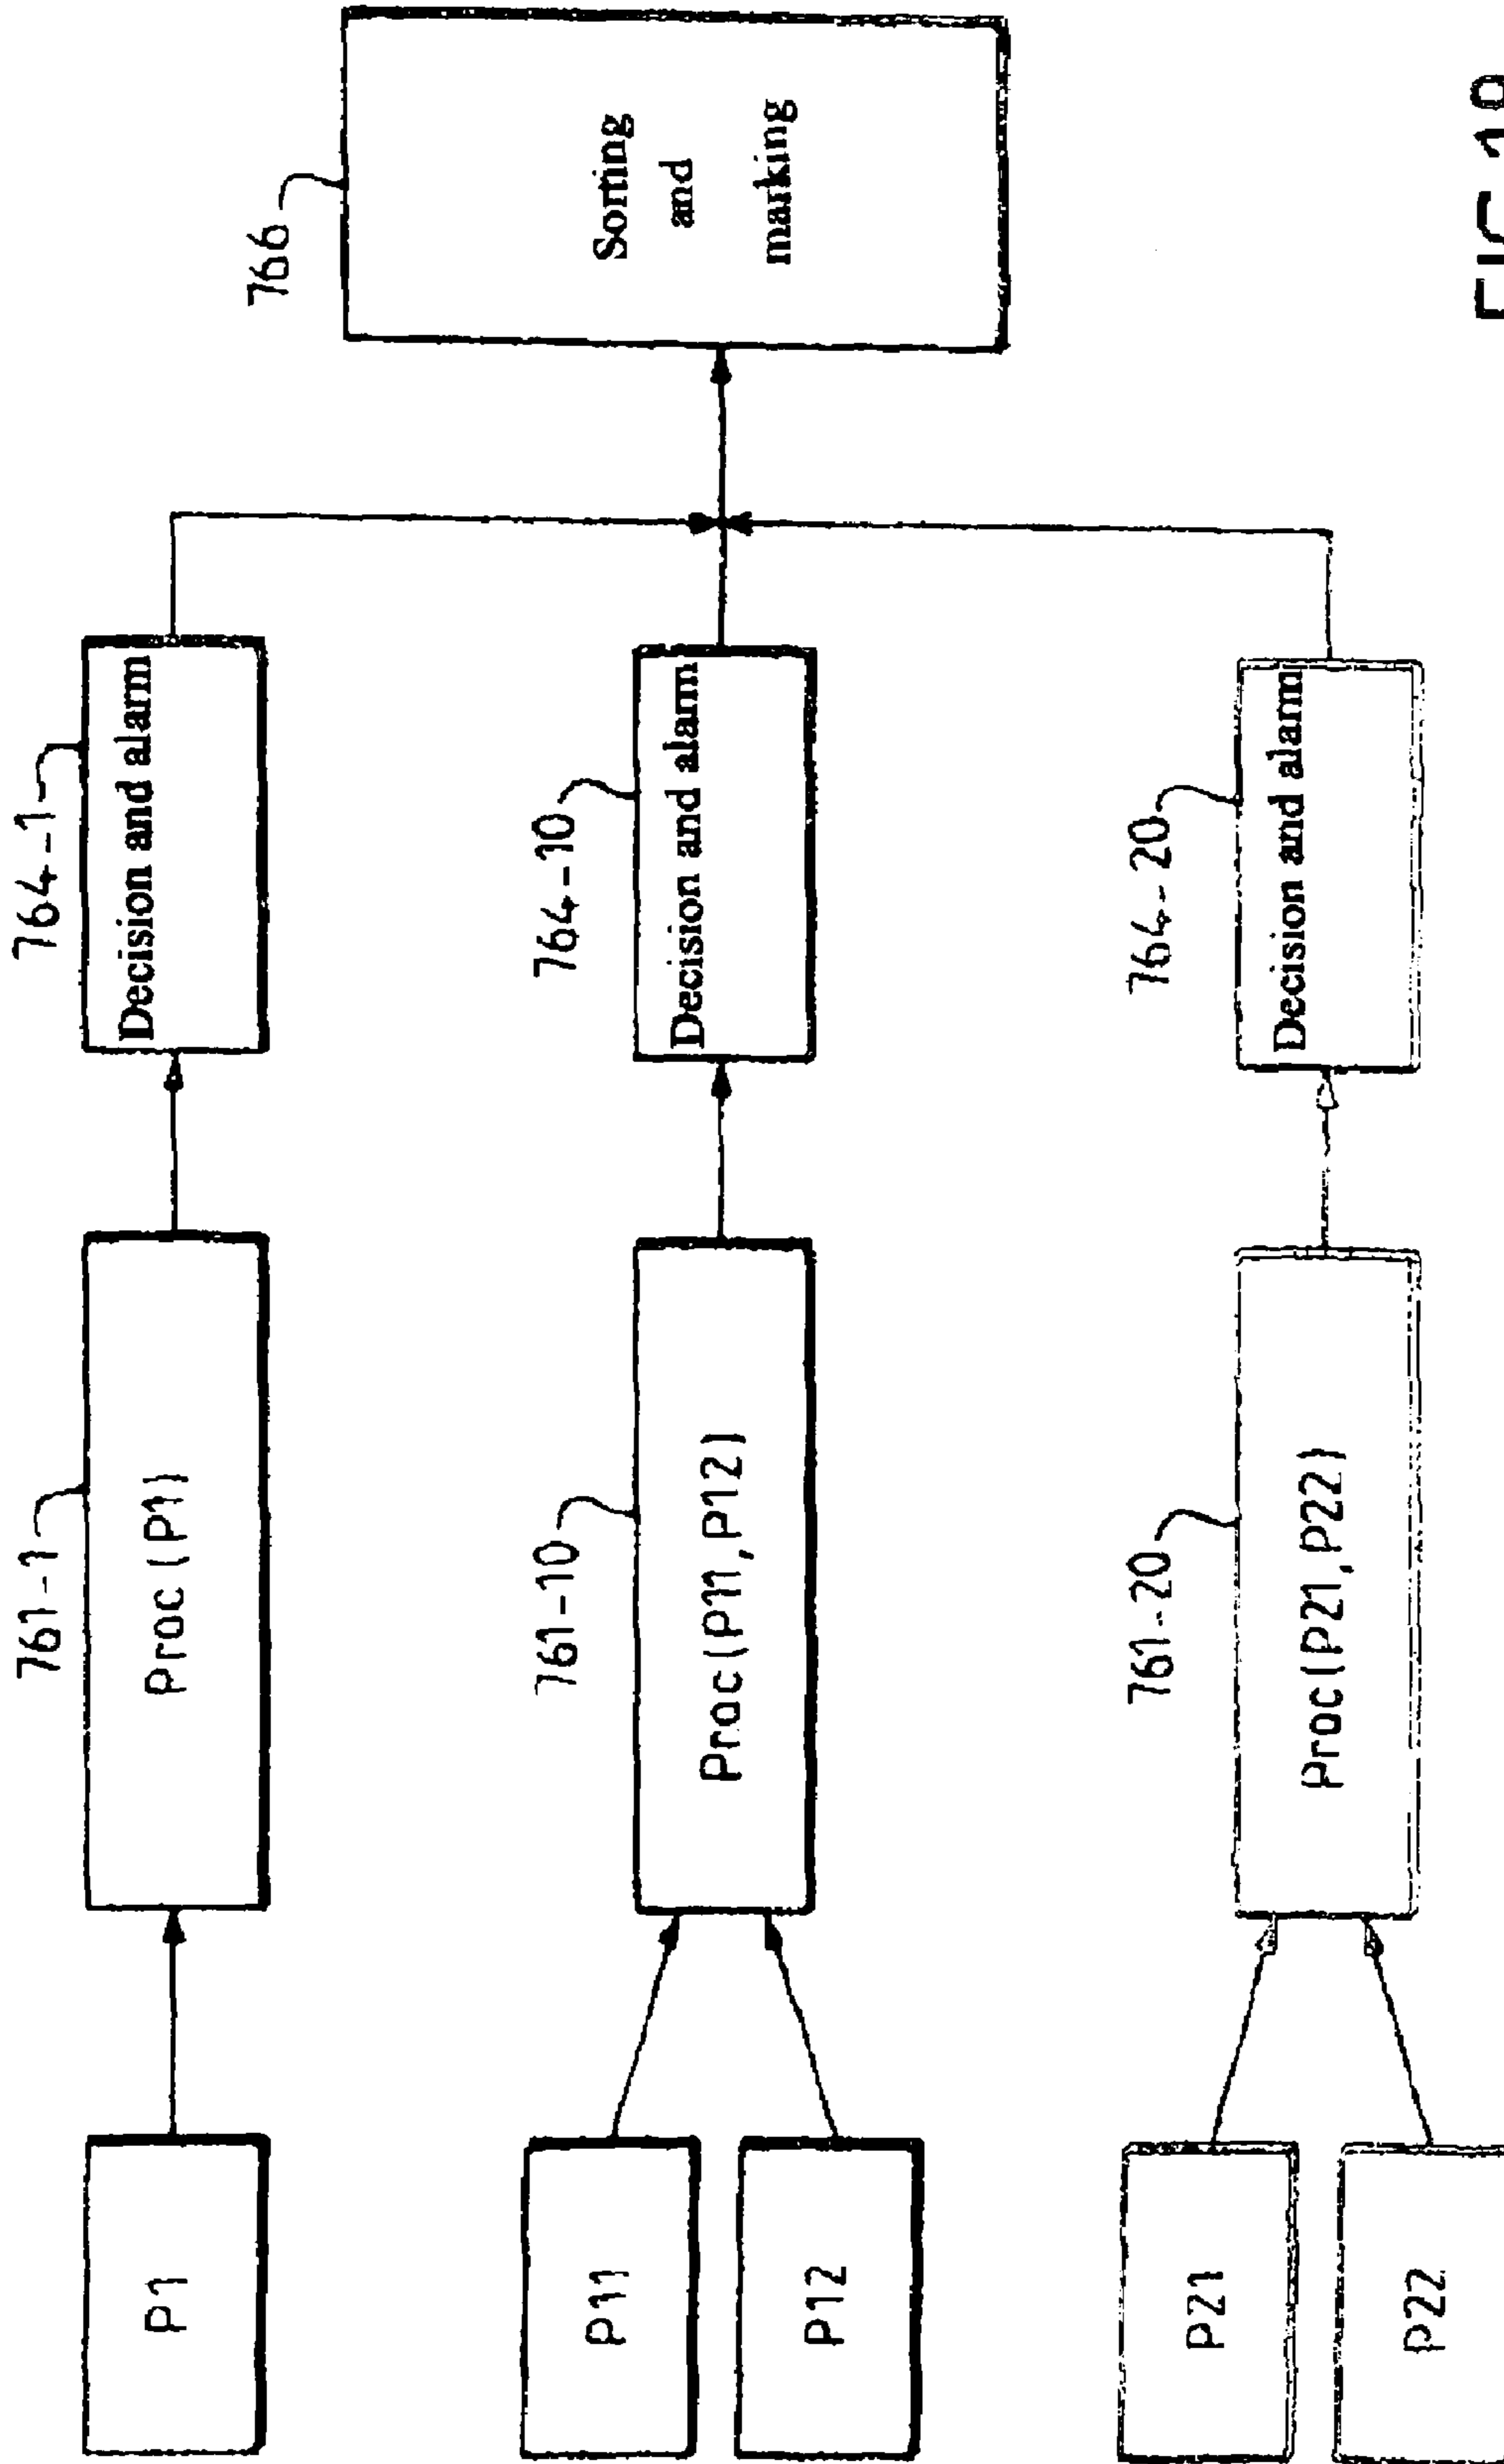 P1
761-1
Proc (P1)
764-1
Decision and alarm
P11
P12
761-10
Proc(P11,P12)
764-10
Decision and alarm
766
Sorting
and
marking
P21
P22
761-20
Proc(P21,P22)
764-20
Decision and alarm